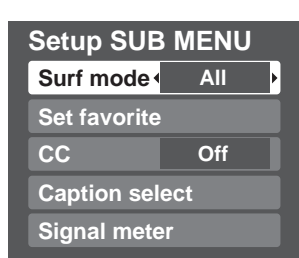 Setup SUB MENU
Surf mode All
Set favorite
CC Off
Caption select
Signal meter